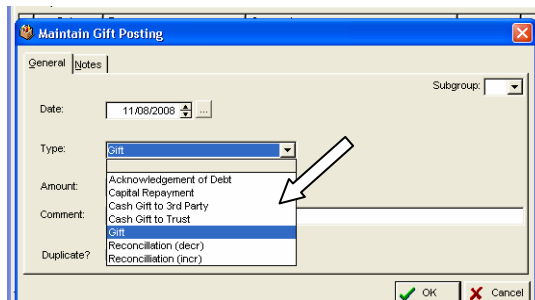 Maintain Gift Posting
General Notes
Subgroup:
Date: 11/08/2008 ...
Type: Gift
Acknowledgement of Debt
Capital Repayment
Amount:
Cash Gift to 3rd Party
Cash Gift to Trust
Comment:
Gift
Reconcillation (decr)
Duplicate?
Reconcilliation (incr)
OK Cancel